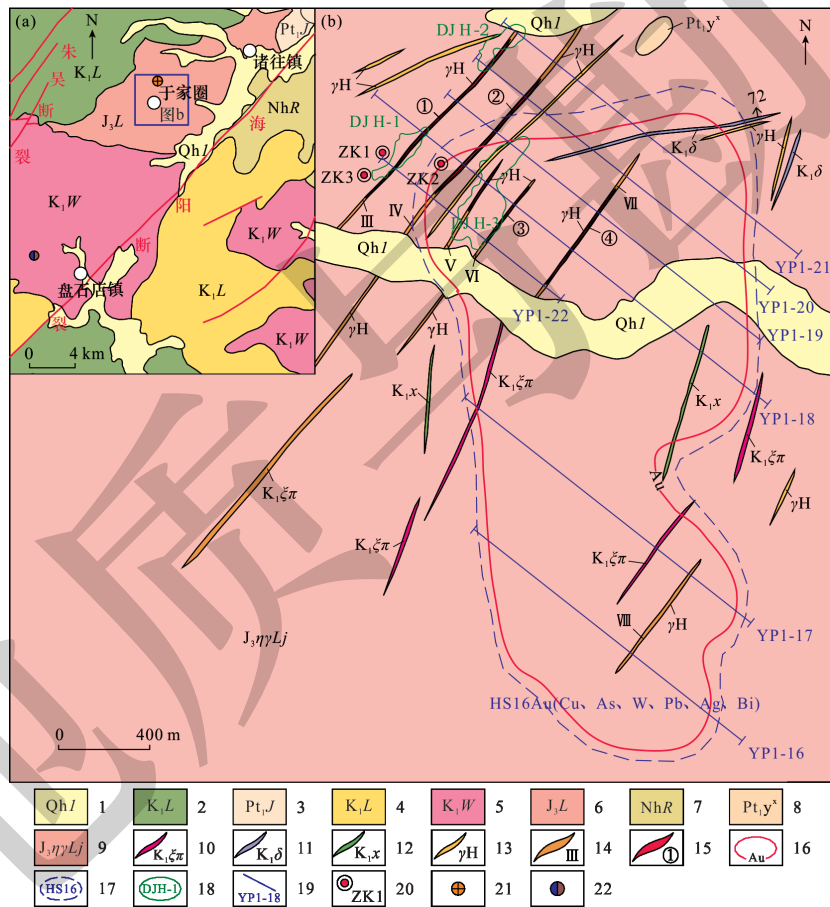 (a)
N
朱
吴
断
裂
K₁L
Pt₁J
诸往镇
于家圈
图b
J₃L
NhR
海
Qhl
阳
K₁W
断
K₁W
盘石店镇
K₁L
裂
K₁W
0 4 km
(b)
Qhl
DJH-2
Pt₁yˣ
N
γH
γH
γH
①
②
72
DJH-1
γH
K₁δ
K₁δ
ZK1
ZK2
ZK3
γH
Ⅶ
Ⅲ
Ⅳ
DJH-3
③
γH
④
Qhl
Ⅴ
Ⅵ
YP1-21
YP1-20
YP1-22
Qhl
YP1-19
γH
γH
K₁ξπ
K₁x
K₁x
YP1-18
K₁ξπ
Au
K₁ξπ
γH
K₁ξπ
K₁ξπ
Ⅷ
γH
YP1-17
J₃ηγLj
HS16Au(Cu、As、W、Pb、Ag、Bi)
0 400 m
YP1-16
Qhl 1 K₁L 2 Pt₁J 3 K₁L 4 K₁W 5 J₃L 6 NhR 7 Pt₁yˣ 8
J₃ηγLj 9 K₁ξπ 10 K₁δ 11 K₁x 12 γH 13 Ⅲ 14 ① 15 Au 16
(HS16) 17 DJH-1 18 YP1-18 19 ZK1 20 21 22